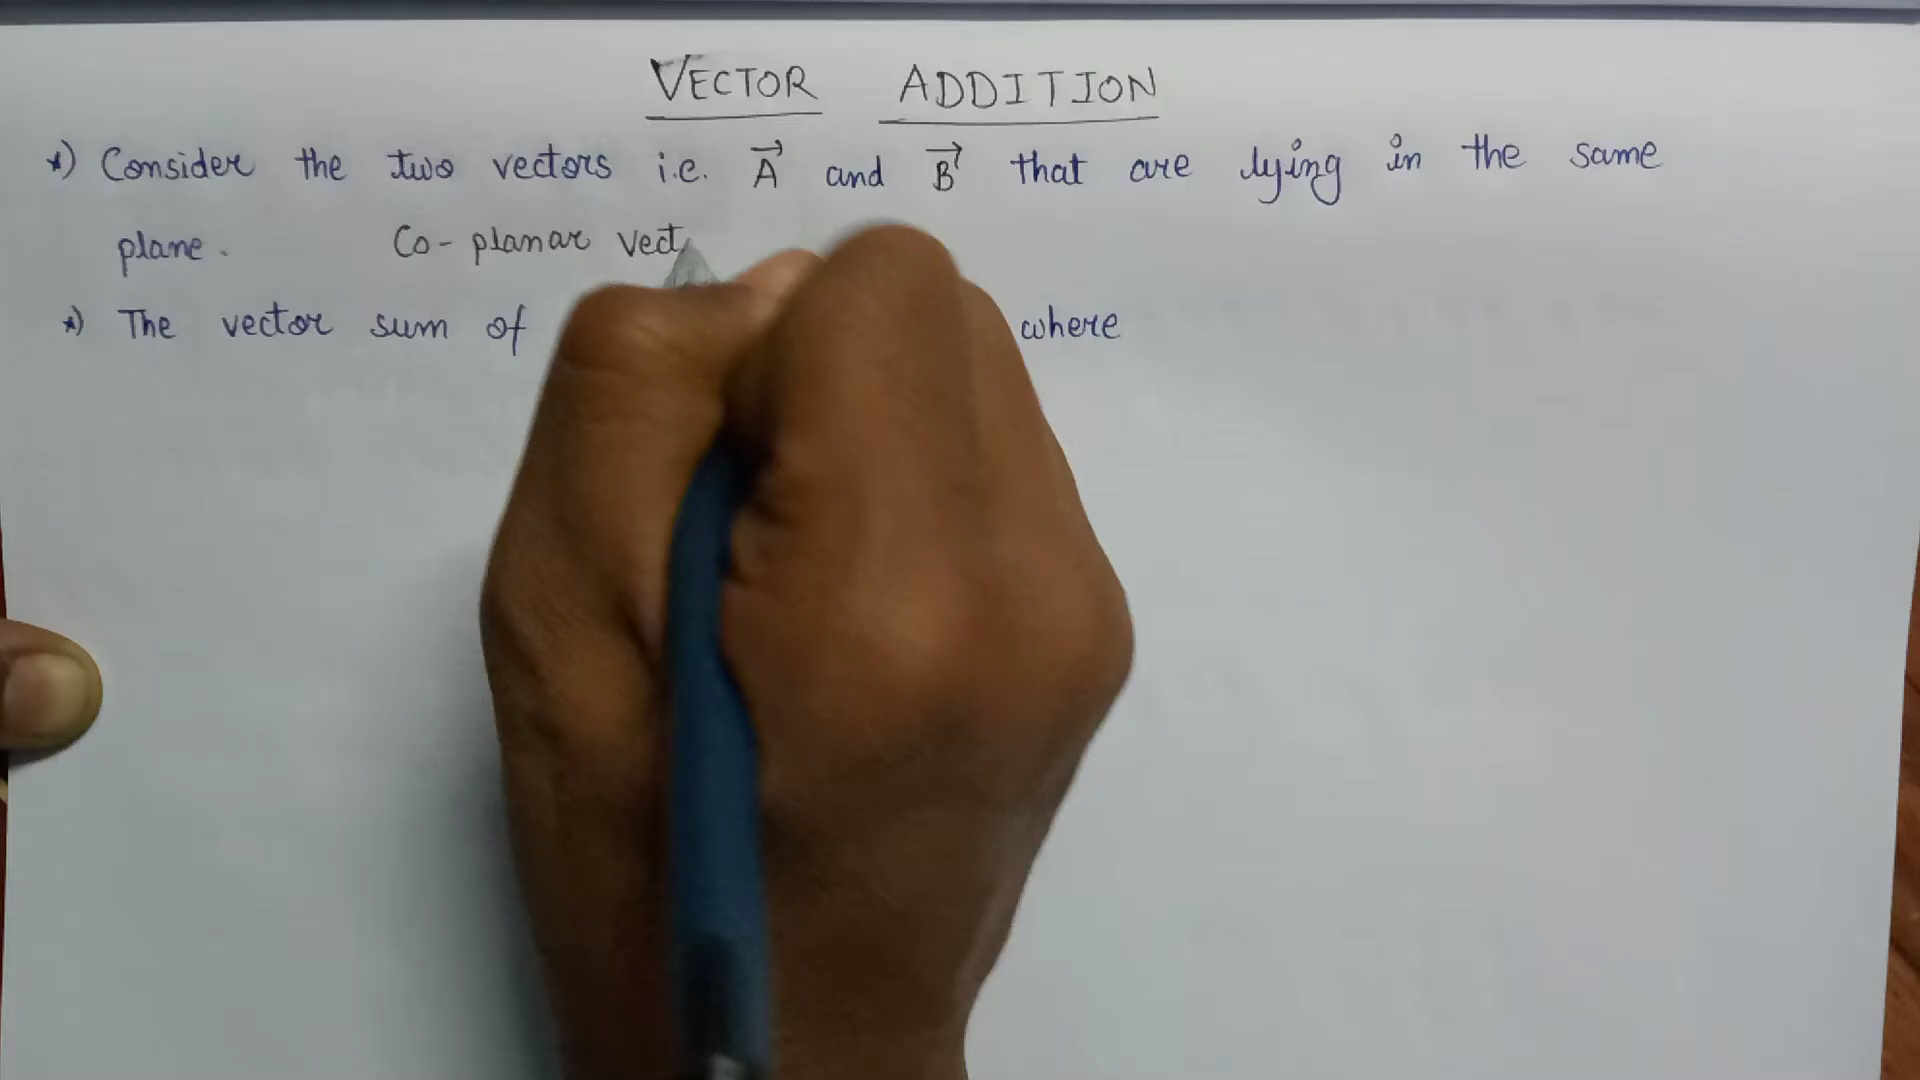 VECTOR ADDITION
*) Consider the two vectors i.e. A⃗ and B⃗ that are lying in the same
plane. Co-planar Vect
*) The vector sum of where